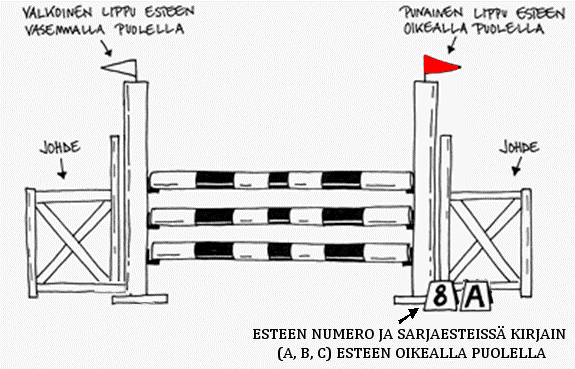 VALKOINEN LIPPU ESTEEN
VASEMMALLA PUOLELLA
PUNAINEN LIPPU ESTEEN
OIKEALLA PUOLELLA
JOHDE
JOHDE
8 A
ESTEEN NUMERO JA SARJAESTEISSÄ KIRJAIN
(A, B, C) ESTEEN OIKEALLA PUOLELLA